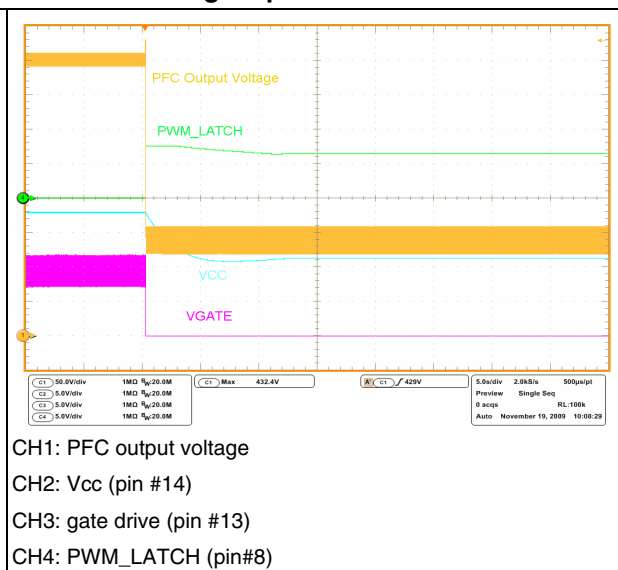 PFC Output Voltage
PWM_LATCH
4
VCC
VGATE
1
C1 50.0V/div 1MΩ BW:20.0M
C2 5.0V/div 1MΩ BW:20.0M
C3 5.0V/div 1MΩ BW:20.0M
C4 5.0V/div 1MΩ BW:20.0M
C1 Max 432.4V
A' C1 ∫ 429V
5.0s/div 2.0kS/s 500µs/pt
Preview Single Seq
0 acqs RL:100k
Auto November 19, 2009 10:08:29
CH1: PFC output voltage
CH2: Vcc (pin #14)
CH3: gate drive (pin #13)
CH4: PWM_LATCH (pin#8)